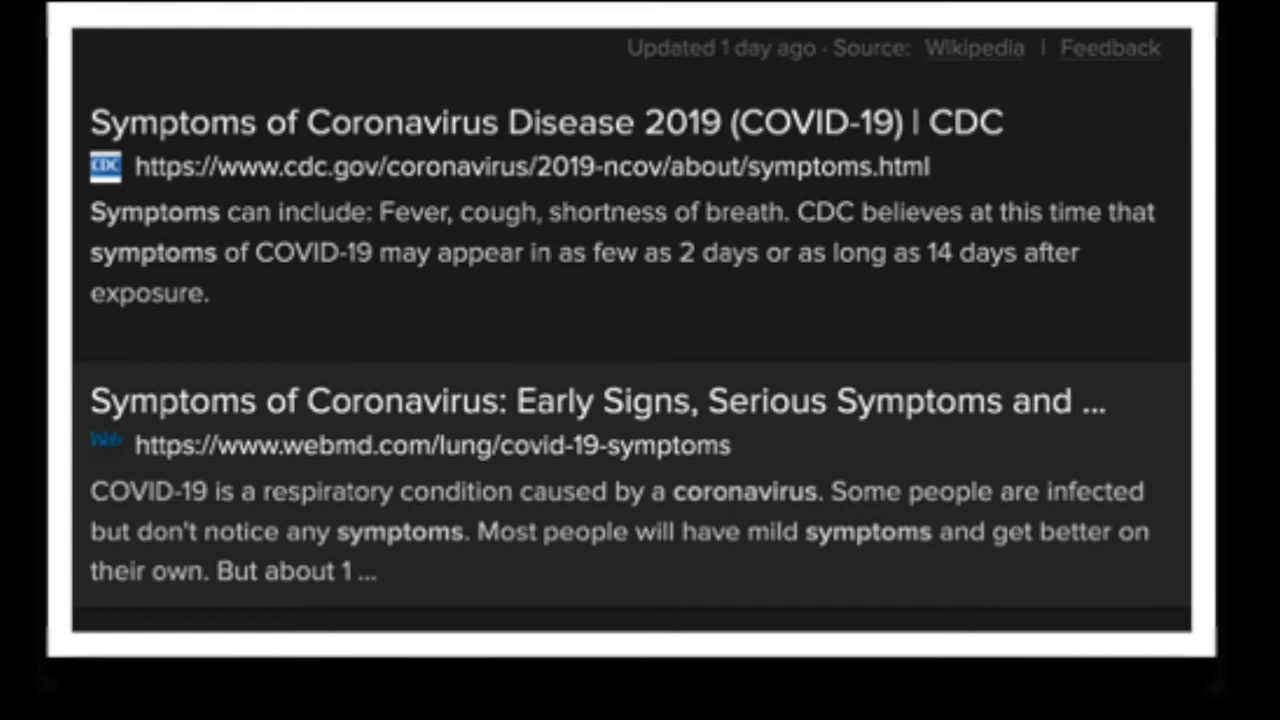 Updated 1 day ago · Source: Wikipedia | Feedback
Symptoms of Coronavirus Disease 2019 (COVID-19) | CDC
CDC https://www.cdc.gov/coronavirus/2019-ncov/about/symptoms.html
Symptoms can include: Fever, cough, shortness of breath. CDC believes at this time that
symptoms of COVID-19 may appear in as few as 2 days or as long as 14 days after
exposure.
Symptoms of Coronavirus: Early Signs, Serious Symptoms and ...
Web https://www.webmd.com/lung/covid-19-symptoms
COVID-19 is a respiratory condition caused by a coronavirus. Some people are infected
but don't notice any symptoms. Most people will have mild symptoms and get better on
their own. But about 1 ...